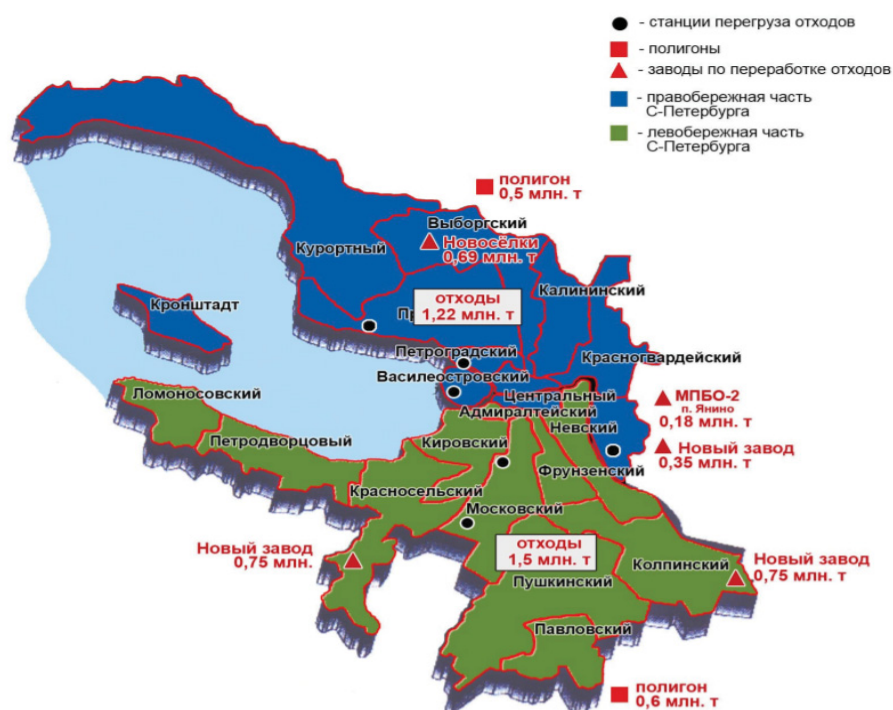 - станции перегруза отходов
- полигоны
- заводы по переработке отходов
- правобережная часть
С-Петербурга
- левобережная часть
С-Петербурга
полигон
0,5 млн. т
Выборгский
Новосёлки
0,69 млн. т
Курортный
Калининский
Кронштадт
отходы
1,22 млн. т
Петроградский
Красногвардейский
Василеостровский
Ломоносовский
Центральный
МПБО-2
п. Янино
0,18 млн. т
Адмиралтейский
Невский
Петродворцовый
Кировский
Новый завод
0,35 млн. т
Фрунзенский
Красносельский
Московский
отходы
1,5 млн. т
Новый завод
0,75 млн.
Колпинский
Новый завод
0,75 млн. т
Пушкинский
Павловский
полигон
0,6 млн. т